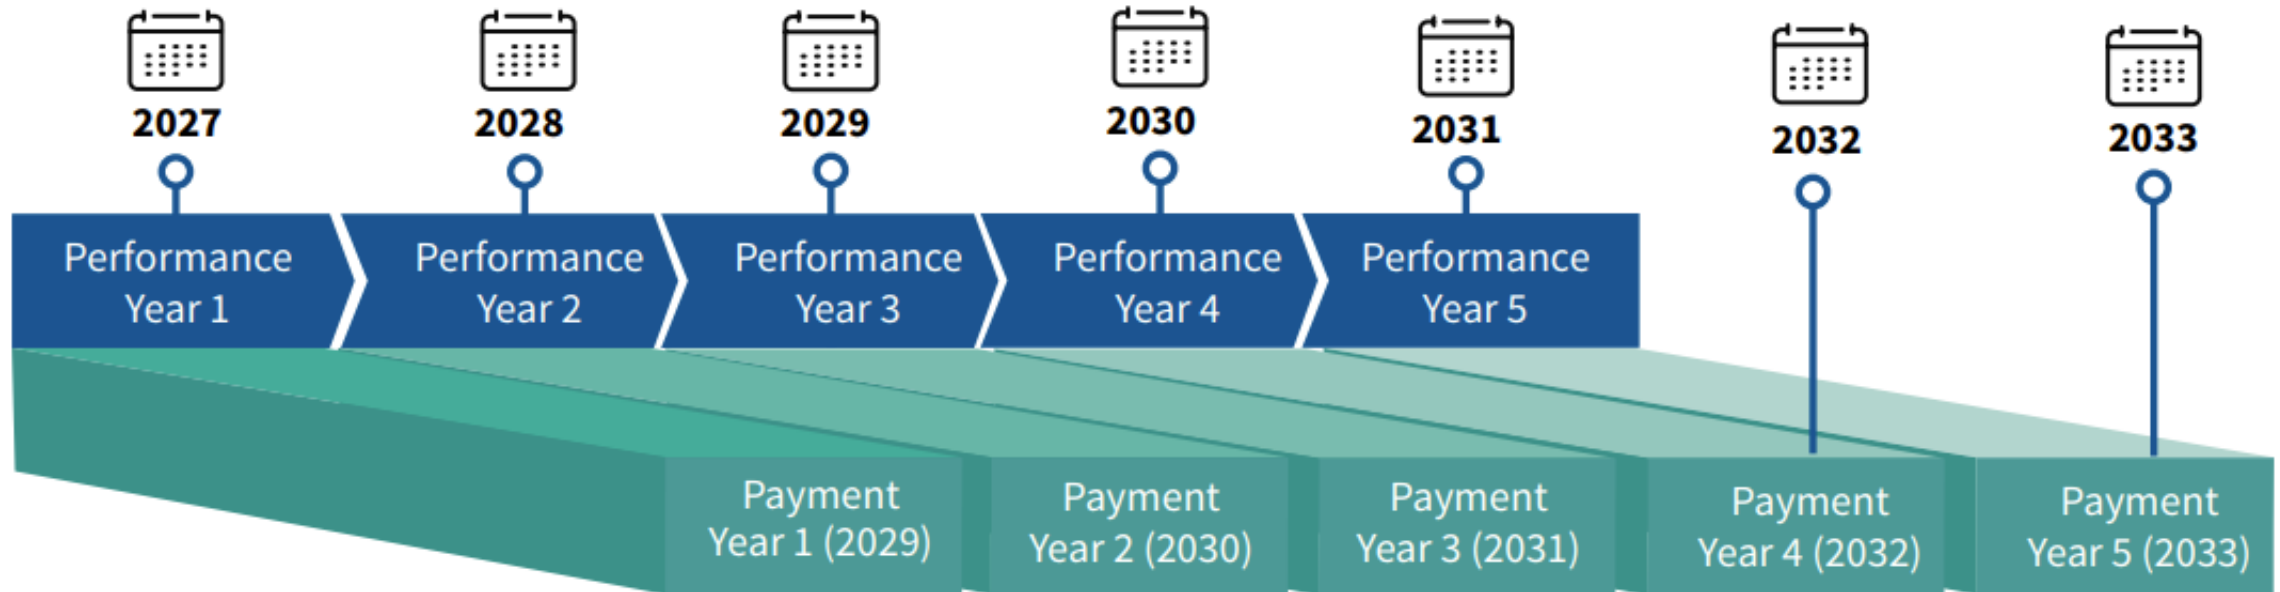 2027
2028
2029
2030
2031
2032
2033
Performance
Year 1
Performance
Year 2
Performance
Year 3
Performance
Year 4
Performance
Year 5
Payment
Year 1 (2029)
Payment
Year 2 (2030)
Payment
Year 3 (2031)
Payment
Year 4 (2032)
Payment
Year 5 (2033)